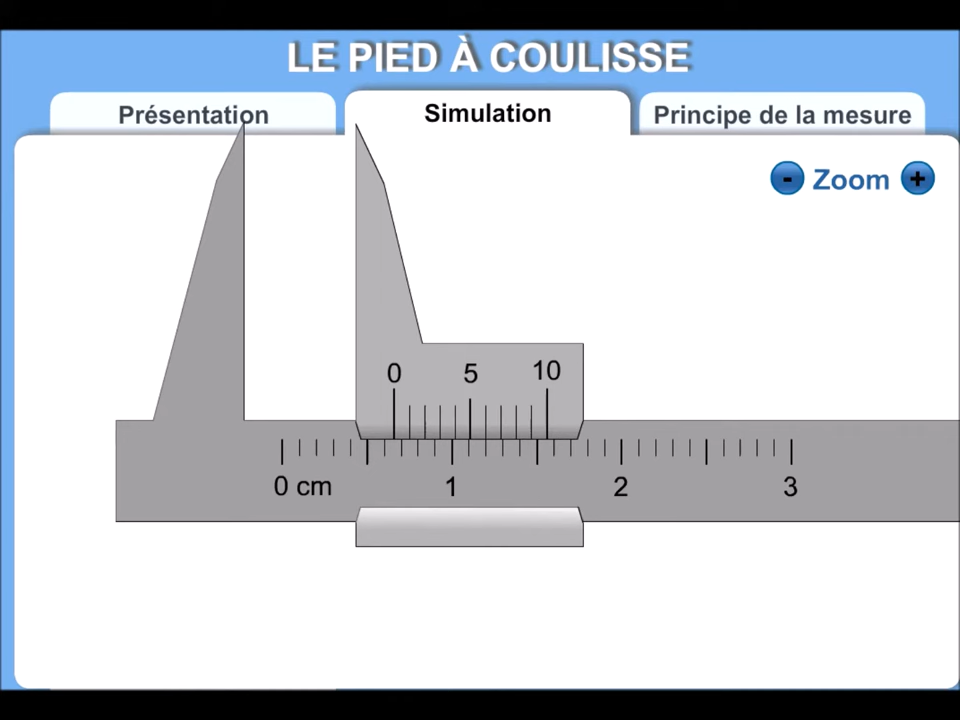 LE PIED À COULISSE
Présentation
Simulation
Principe de la mesure
- Zoom +
0 5 10
0 cm 1 2 3